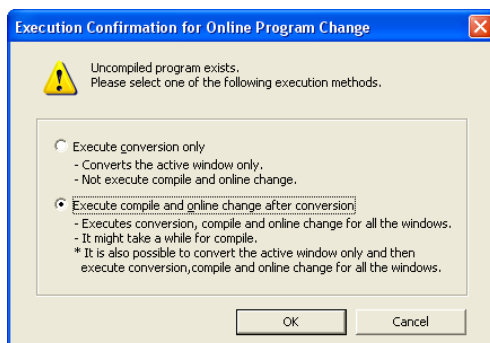 Execution Confirmation for Online Program Change
Uncompiled program exists.
Please select one of the following execution methods.
Execute conversion only
- Converts the active window only.
- Not execute compile and online change.
Execute compile and online change after conversion
- Executes conversion, compile and online change for all the windows.
- It might take a while for compile.
* It is also possible to convert the active window only and then
execute conversion,compile and online change for all the windows.
OK
Cancel